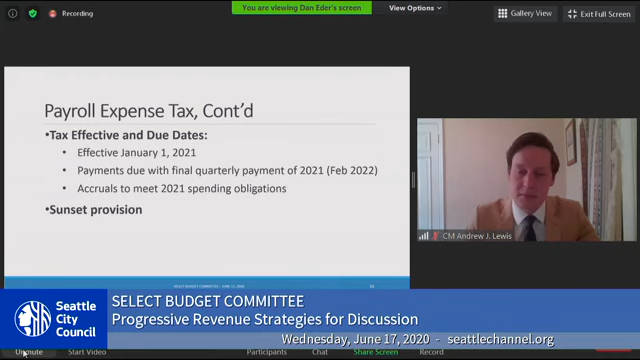 Recording
You are viewing Dan Eder's screen
View Options
Gallery View
Exit Full Screen
Payroll Expense Tax, Cont'd
•Tax Effective and Due Dates:
• Effective January 1, 2021
• Payments due with final quarterly payment of 2021 (Feb 2022)
• Accruals to meet 2021 spending obligations
•Sunset provision
CM Andrew J. Lewis
Seattle
City
Council
SELECT BUDGET COMMITTEE
Progressive Revenue Strategies for Discussion
Wednesday, June 17, 2020 - seattlechannel.org
Unmute
Start Video
Participants
Chat
Share Screen
Record